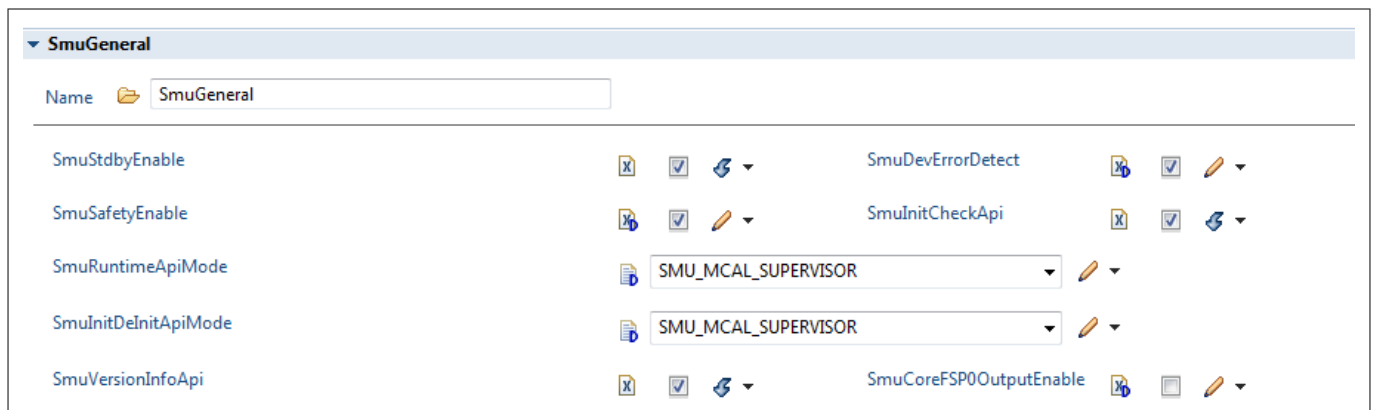 SmuGeneral
Name SmuGeneral
SmuStdbyEnable SmuDevErrorDetect
SmuSafetyEnable SmuInitCheckApi
SmuRuntimeApiMode SMU_MCAL_SUPERVISOR
SmuInitDeInitApiMode SMU_MCAL_SUPERVISOR
SmuVersionInfoApi SmuCoreFSP0OutputEnable